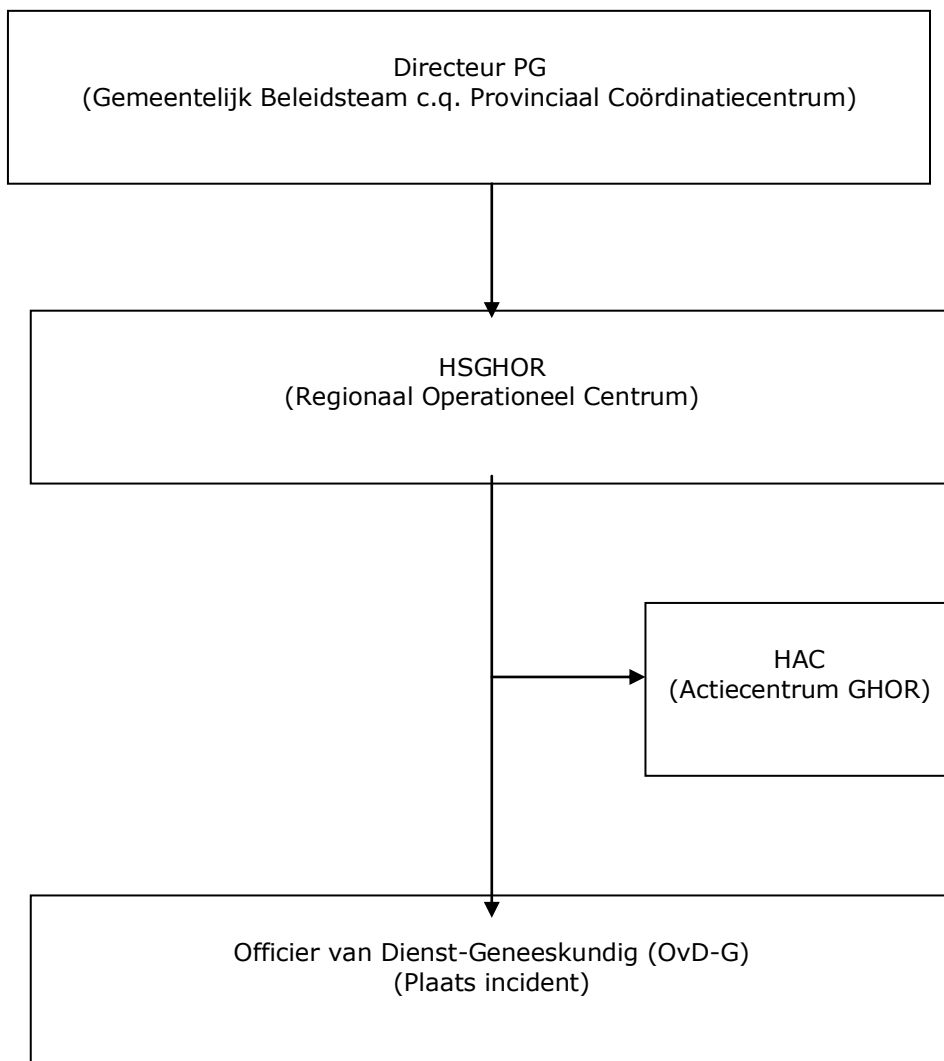 Directeur PG
(Gemeentelijk Beleidsteam c.q. Provinciaal Coördinatiecentrum)
HSGHOR
(Regionaal Operationeel Centrum)
HAC
(Actiecentrum GHOR)
Officier van Dienst-Geneeskundig (OvD-G)
(Plaats incident)